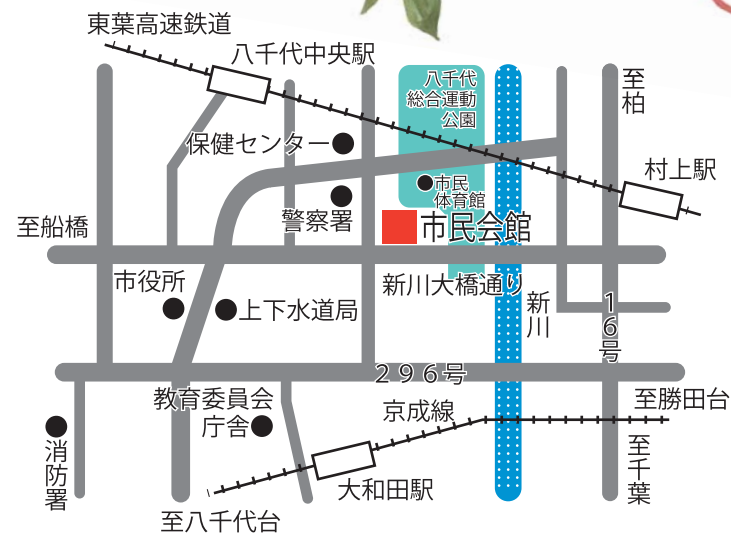 東葉高速鉄道
八千代中央駅
八千代
総合運動
公園
至
柏
保健センター
村上駅
市民
体育館
警察署
市民会館
至船橋
市役所
新川大橋通り
上下水道局
新
川
１
６
号
２９６号
教育委員会
庁舎
京成線
至勝田台
消
防
署
大和田駅
至
千
葉
至八千代台